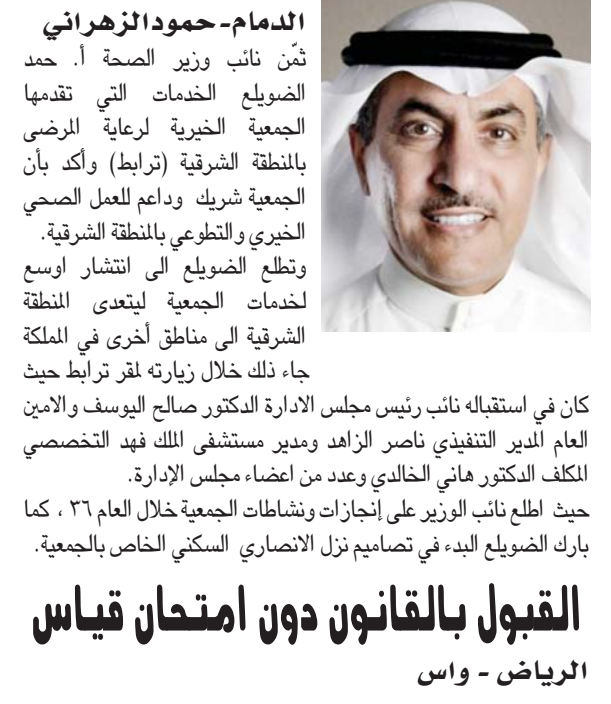 الدمام-حمودالزهراني
ثمّن نائب وزير الصحة أ. حمد
الضويلع الخدمات التي تقدمها
الجمعية الخيرية لرعاية المرضى
بالمنطقة الشرقية (ترابط) وأكد بأن
الجمعية شريك وداعم للعمل الصحي
الخيري والتطوعي بالمنطقة الشرقية.
وتطلع الضويلع الى انتشار اوسع
لخدمات الجمعية ليتعدى المنطقة
الشرقية الى مناطق أخرى في المملكة
جاء ذلك خلال زيارته لمقر ترابط حيث
كان في استقباله نائب رئيس مجلس الادارة الدكتور صالح اليوسف والامين
العام المدير التنفيذي ناصر الزاهد ومدير مستشفى الملك فهد التخصصي
المكلف الدكتور هاني الخالدي وعدد من اعضاء مجلس الإدارة.
حيث اطلع نائب الوزير على إنجازات ونشاطات الجمعية خلال العام ٣٦ ، كما
بارك الضويلع البدء في تصاميم نزل الانصاري السكني الخاص بالجمعية.
القبول بالقانون دون امتحان قياس
الرياض - واس